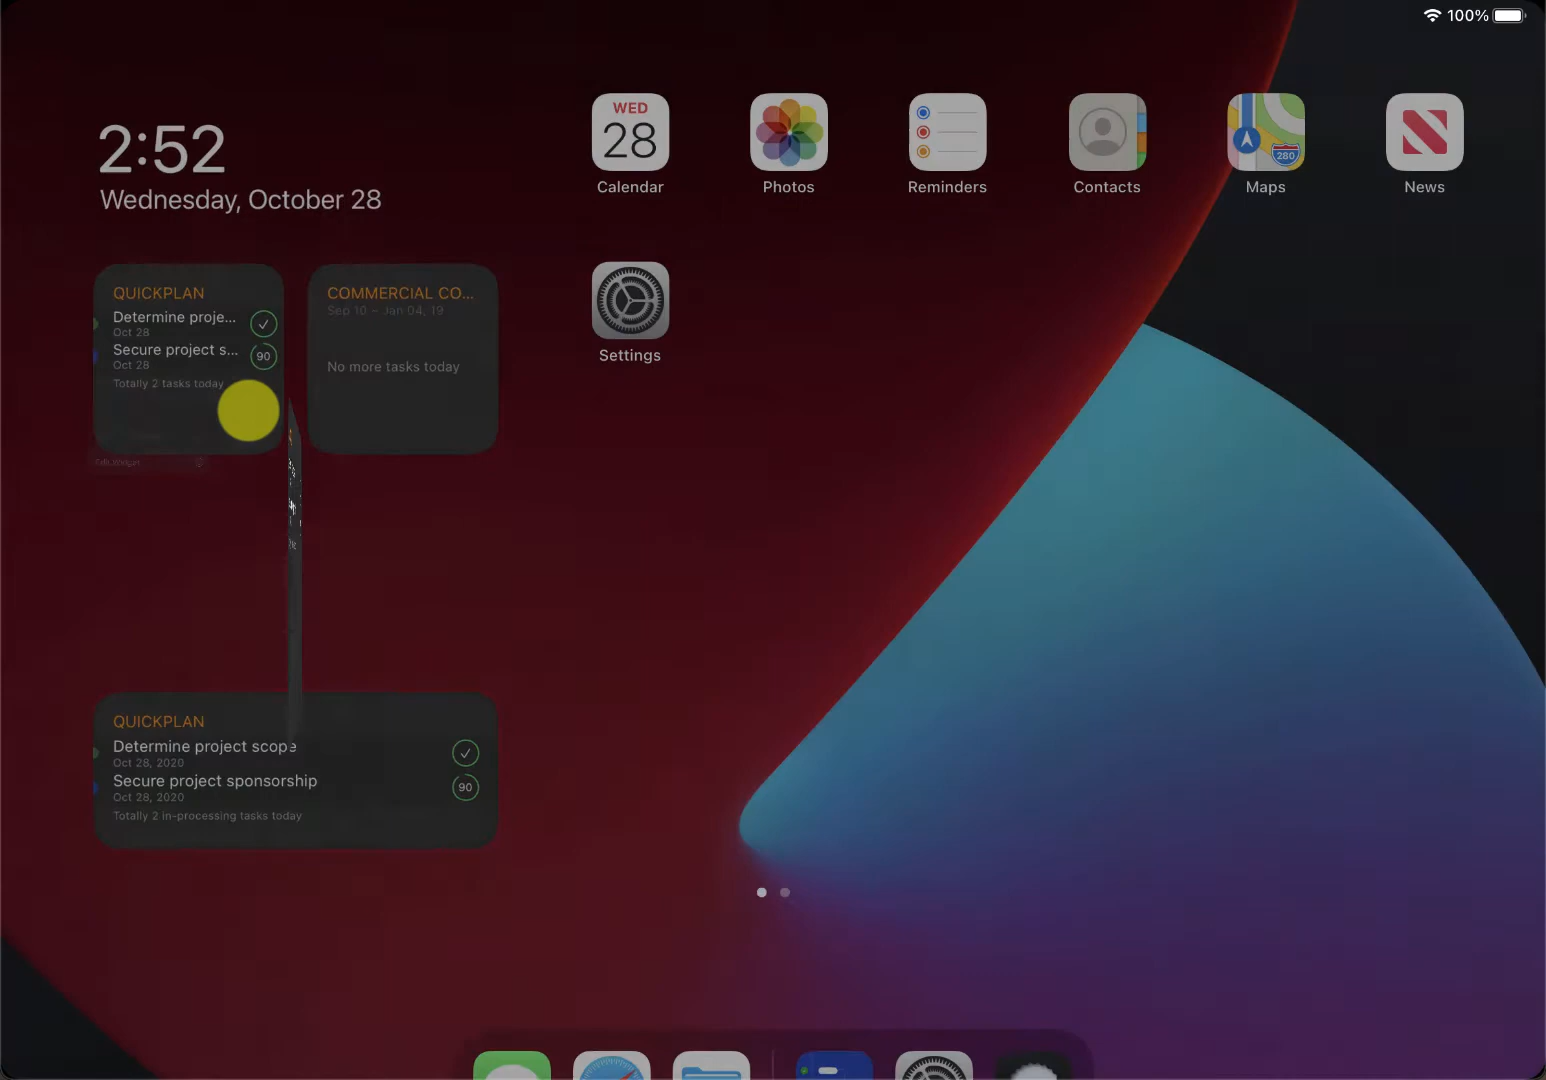 100%
2:52
Wednesday, October 28
WED
28
Calendar
Photos
Reminders
Contacts
280
Maps
News
Settings
QUICKPLAN
Determine proje...
Oct 28
Secure project s...
90
Oct 28
Totally 2 tasks today
Edit Widget
COMMERCIAL CO...
Sep 10 – Jan 04, 19
No more tasks today
QUICKPLAN
Determine project scope
Oct 28, 2020
Secure project sponsorship
90
Oct 28, 2020
Totally 2 in-processing tasks today